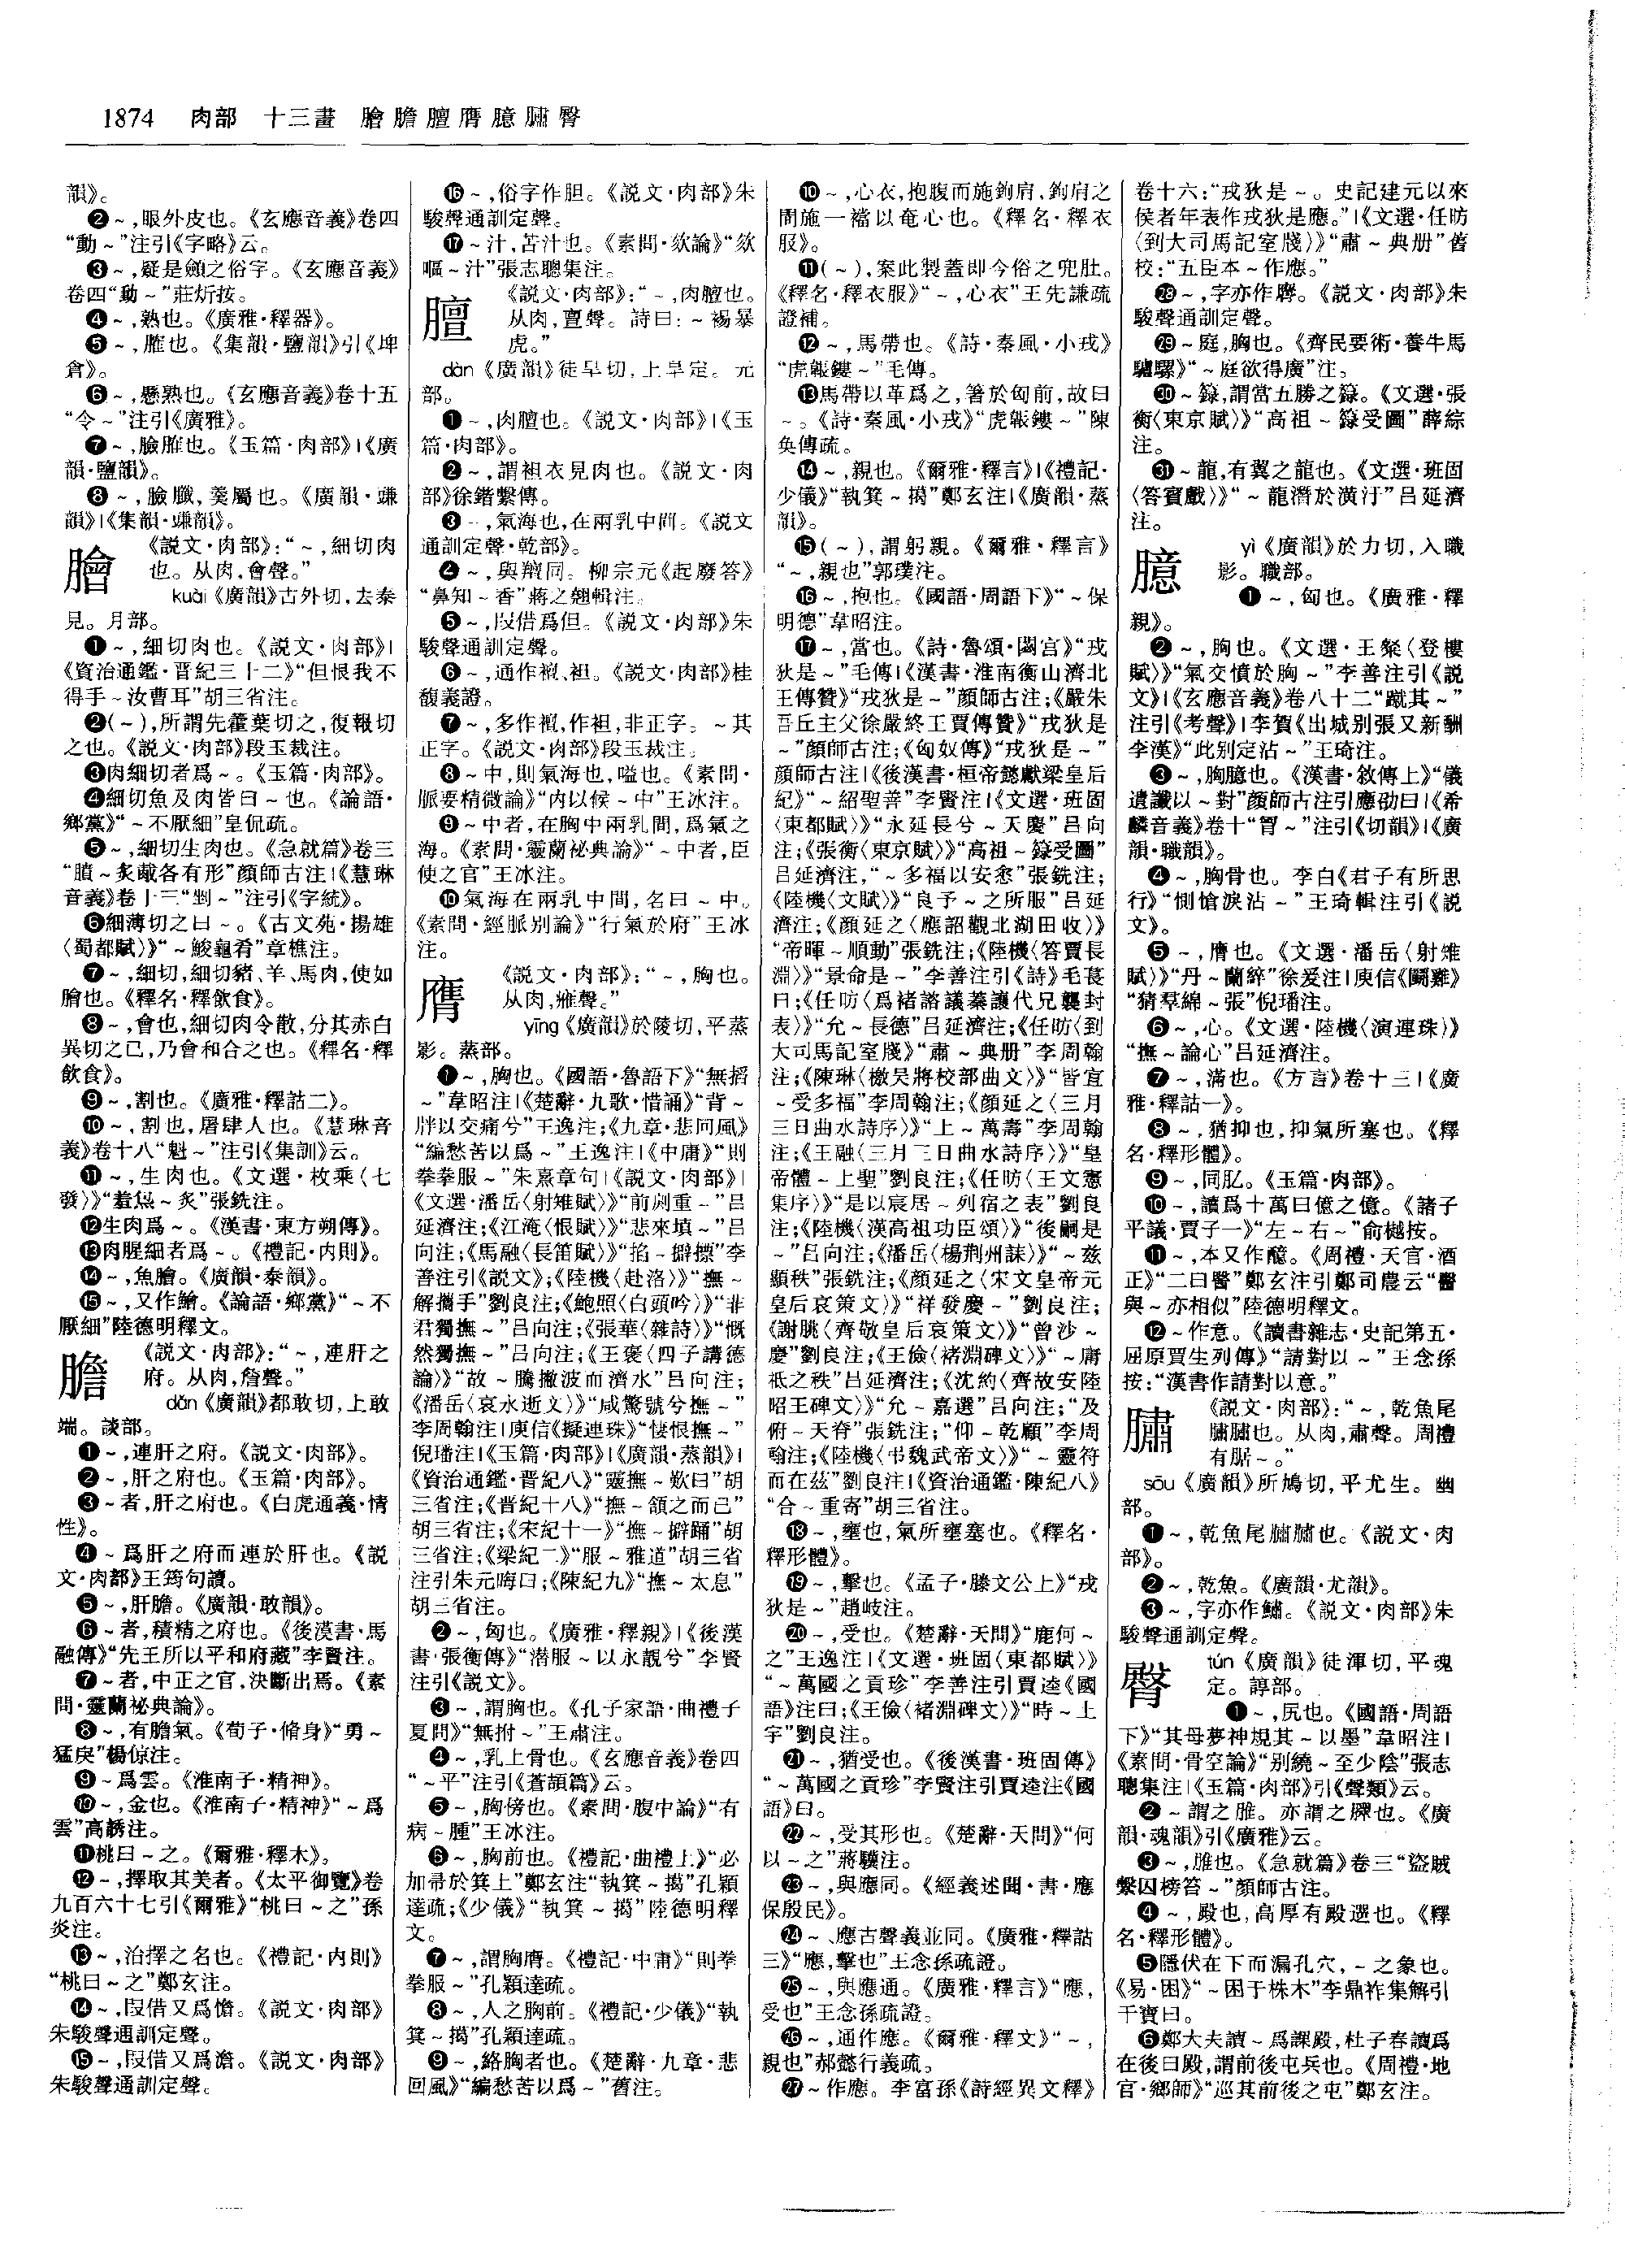 1874 肉部 十三畫 膾膽膻膺臆膊臀
韻》。
❷~,眼外皮也。《玄應音義》卷四
“動~”注引《字略》云。
❸~,疑是頷之俗字。《玄應音義》
卷四“動~”莊炘按。
❹~,熟也。《廣雅·釋器》。
❺~,脽也。《集韻·鹽韻》引《埤
倉》。
❻~,懸熟也。《玄應音義》卷十五
“令~”注引《廣雅》。
❼~,臉脽也。《玉篇·肉部》|《廣
韻·鹽韻》。
❽~,臉臘,羹屬也。《廣韻·豏
韻》|《集韻·豏韻》。
膾
《説文·肉部》:“~,細切肉
也。从肉,會聲。”
kuài《廣韻》古外切,去泰
見。月部。
❶~,細切肉也。《説文·肉部》|
《資治通鑑·晋紀三十二》“但恨我不
得手~汝曹耳”胡三省注。
❷(~),所謂先藿葉切之,復報切
之也。《説文·肉部》段玉裁注。
❸肉細切者爲~。《玉篇·肉部》。
❹細切魚及肉皆曰~也。《論語·
鄉黨》“~不厭細”皇侃疏。
❺~,細切生肉也。《急就篇》卷三
“膹~炙胾各有形”顔師古注|《慧琳
音義》卷十三“剉~”注引《字統》。
❻細薄切之曰~。《古文苑·揚雄
〈蜀都賦〉》“~鮻龜肴”章樵注。
❼~,細切,細切豬、羊、馬肉,使如
膾也。《釋名·釋飲食》。
❽~,會也,細切肉令散,分其赤白
異切之已,乃會和合之也。《釋名·釋
飲食》。
❾~,割也。《廣雅·釋詁二》。
❿~,割也,屠肆人也。《慧琳音
義》卷十八“魁~”注引《集訓》云。
⓫~,生肉也。《文選·枚乘〈七
發〉》“羞炰~炙”張銑注。
⓬生肉爲~。《漢書·東方朔傳》。
⓭肉腥細者爲~。《禮記·内則》。
⓮~,魚膾。《廣韻·泰韻》。
⓯~,又作鱠。《論語·鄉黨》“~不
厭細”陸德明釋文。
膽
《説文·肉部》:“~,連肝之
府。从肉,詹聲。”
dǎn《廣韻》都敢切,上敢
端。談部。
❶~,連肝之府。《説文·肉部》。
❷~,肝之府也。《玉篇·肉部》。
❸~者,肝之府也。《白虎通義·情
性》。
❹~爲肝之府而連於肝也。《説
文·肉部》王筠句讀。
❺~,肝膽。《廣韻·敢韻》。
❻~者,積精之府也。《後漢書·馬
融傳》“先王所以平和府藏”李賢注。
❼~者,中正之官,決斷出焉。《素
問·靈蘭祕典論》。
❽~,有膽氣。《荀子·脩身》“勇~
猛戾”楊倞注。
❾~爲雲。《淮南子·精神》。
❿~,金也。《淮南子·精神》“~爲
雲”高誘注。
⓫桃曰~之。《爾雅·釋木》。
⓬~,擇取其美者。《太平御覽》卷
九百六十七引《爾雅》“桃曰~之”孫
炎注。
⓭~,治擇之名也。《禮記·内則》
“桃曰~之”鄭玄注。
⓮~,叚借又爲憺。《説文·肉部》
朱駿聲通訓定聲。
⓯~,叚借又爲澹。《説文·肉部》
朱駿聲通訓定聲。
⓰~,俗字作胆。《説文·肉部》朱
駿聲通訓定聲。
⓱~汁,苦汁也。《素問·欬論》“欬
嘔~汁”張志聰集注。
膻
《説文·肉部》:“~,肉膻也。
从肉,亶聲。詩曰:~裼暴
虎。”
dàn《廣韻》徒旱切,上旱定。元
部。
❶~,肉膻也。《説文·肉部》|《玉
篇·肉部》。
❷~,謂袒衣見肉也。《説文·肉
部》徐鍇繫傳。
❸~,氣海也,在兩乳中間。《説文
通訓定聲·乾部》。
❹~,與羶同。柳宗元《起廢答》
“鼻知~香”蔣之翹輯注。
❺~,叚借爲但。《説文·肉部》朱
駿聲通訓定聲。
❻~,通作襢、袒。《説文·肉部》桂
馥義證。
❼~,多作襢,作袒,非正字。~其
正字。《説文·肉部》段玉裁注。
❽~中,則氣海也,嗌也。《素問·
脈要精微論》“内以候~中”王冰注。
❾~中者,在胸中兩乳間,爲氣之
海。《素問·靈蘭祕典論》“~中者,臣
使之官”王冰注。
❿氣海在兩乳中間,名曰~中。
《素問·經脈别論》“行氣於府”王冰
注。
膺
《説文·肉部》:“~,胸也。
从肉,雁聲。”
yīng《廣韻》於陵切,平蒸
影。蒸部。
❶~,胸也。《國語·魯語下》“無搯
~”韋昭注|《楚辭·九歌·惜誦》“背~
牉以交痛兮”王逸注;《九章·悲回風》
“編愁苦以爲~”王逸注|《中庸》“則
拳拳服~”朱熹章句|《説文·肉部》|
《文選·潘岳〈射雉賦〉》“前剡重~”吕
延濟注;《江淹〈恨賦〉》“悲來填~”吕
向注;《馬融〈長笛賦〉》“掐~擗摽”李
善注引《説文》;《陸機〈赴洛〉》“撫~
解攜手”劉良注;《鮑照〈白頭吟〉》“非
君獨撫~”吕向注;《張華〈雜詩〉》“慨
然獨撫~”吕向注;《王褒〈四子講德
論〉》“故~騰撇波而濟水”吕向注;
《潘岳〈哀永逝文〉》“咸驚號兮撫~”
李周翰注|庾信《擬連珠》“悽恨撫~”
倪璠注|《玉篇·肉部》|《廣韻·蒸韻》|
《資治通鑑·晋紀八》“靈撫~歎曰”胡
三省注;《晋紀十八》“撫~頷之而已”
胡三省注;《宋紀十一》“撫~擗踊”胡
三省注;《梁紀二》“服~雅道”胡三省
注引朱元晦曰;《陳紀九》“撫~太息”
胡三省注。
❷~,匈也。《廣雅·釋親》|《後漢
書·張衡傳》“潜服~以永靚兮”李賢
注引《説文》。
❸~,謂胸也。《孔子家語·曲禮子
夏問》“無拊~”王肅注。
❹~,乳上骨也。《玄應音義》卷四
“~平”注引《蒼頡篇》云。
❺~,胸傍也。《素問·腹中論》“有
病~腫”王冰注。
❻~,胸前也。《禮記·曲禮上》“必
加帚於箕上”鄭玄注“執箕~擖”孔穎
達疏;《少儀》“執箕~擖”陸德明釋
文。
❼~,謂胸膺。《禮記·中庸》“則拳
拳服~”孔穎達疏。
❽~,人之胸前。《禮記·少儀》“執
箕~擖”孔穎達疏。
❾~,絡胸者也。《楚辭·九章·悲
回風》“編愁苦以爲~”舊注。
❿~,心衣,抱腹而施鉤肩,鉤肩之
間施一襠以奄心也。《釋名·釋衣
服》。
⓫(~),案此製蓋即今俗之兜肚。
《釋名·釋衣服》“~,心衣”王先謙疏
證補。
⓬~,馬帶也。《詩·秦風·小戎》
“虎韔鏤~”毛傳。
⓭馬帶以革爲之,箸於匈前,故曰
~。《詩·秦風·小戎》“虎韔鏤~”陳
奂傳疏。
⓮~,親也。《爾雅·釋言》|《禮記·
少儀》“執箕~擖”鄭玄注|《廣韻·蒸
韻》。
⓯(~),謂躬親。《爾雅·釋言》
“~,親也”郭璞注。
⓰~,抱也。《國語·周語下》“~保
明德”韋昭注。
⓱~,當也。《詩·魯頌·閟宫》“戎
狄是~”毛傳|《漢書·淮南衡山濟北
王傳贊》“戎狄是~”顔師古注;《嚴朱
吾丘主父徐嚴終王賈傳贊》“戎狄是
~”顔師古注;《匈奴傳》“戎狄是~”
顔師古注|《後漢書·桓帝懿獻梁皇后
紀》“~紹聖善”李賢注|《文選·班固
〈東都賦〉》“永延長兮~天慶”吕向
注;《張衡〈東京賦〉》“高祖~籙受圖”
吕延濟注,“~多福以安悆”張銑注;
《陸機〈文賦〉》“良予~之所服”吕延
濟注;《顔延之〈應詔觀北湖田收〉》
“帝暉~順動”張銑注;《陸機〈答賈長
淵〉》“景命是~”李善注引《詩》毛萇
曰;《任昉〈爲褚諮議蓁讓代兄襲封
表〉》“允~長德”吕延濟注;《任昉〈到
大司馬記室牋》“肅~典册”李周翰
注;《陳琳〈檄吴將校部曲文〉》“皆宜
~受多福”李周翰注;《顔延之〈三月
三日曲水詩序〉》“上~萬壽”李周翰
注;《王融〈三月三日曲水詩序〉》“皇
帝體~上聖”劉良注;《任昉〈王文憲
集序〉》“是以宸居~列宿之表”劉良
注;《陸機〈漢高祖功臣頌〉》“後嗣是
~”吕向注;《潘岳〈楊荆州誄〉》“~兹
顯秩”張銑注;《顔延之〈宋文皇帝元
皇后哀策文〉》“祥發慶~”劉良注;
《謝朓〈齊敬皇后哀策文〉》“曾沙~
慶”劉良注;《王儉〈褚淵碑文〉》“~庸
祗之秩”吕延濟注;《沈約〈齊故安陸
昭王碑文〉》“允~嘉選”吕向注;“及
俯~天眷”張銑注;“仰~乾顧”李周
翰注;《陸機〈弔魏武帝文〉》“~靈符
而在兹”劉良注|《資治通鑑·陳紀八》
“合~重寄”胡三省注。
⓲~,壅也,氣所壅塞也。《釋名·
釋形體》。
⓳~,擊也。《孟子·滕文公上》“戎
狄是~”趙岐注。
⓴~,受也。《楚辭·天問》“鹿何~
之”王逸注|《文選·班固〈東都賦〉》
“~萬國之貢珍”李善注引賈逵《國
語》注曰;《王儉〈褚淵碑文〉》“時~土
宇”劉良注。
㉑~,猶受也。《後漢書·班固傳》
“~萬國之貢珍”李賢注引賈逵注《國
語》曰。
㉒~,受其形也。《楚辭·天問》“何
以~之”蔣驥注。
㉓~,與應同。《經義述聞·書·應
保殷民》。
㉔~、應古聲義並同。《廣雅·釋詁
三》“應,擊也”王念孫疏證。
㉕~,與應通。《廣雅·釋言》“應,
受也”王念孫疏證。
㉖~,通作應。《爾雅·釋文》“~,
親也”郝懿行義疏。
㉗~作應。李富孫《詩經異文釋》
卷十六:“戎狄是~。史記建元以來
侯者年表作戎狄是應。”|《文選·任昉
〈到大司馬記室牋〉》“肅~典册”舊
校:“五臣本~作應。”
㉘~,字亦作軈。《説文·肉部》朱
駿聲通訓定聲。
㉙~庭,胸也。《齊民要術·養牛馬
驢騾》“~庭欲得廣”注。
㉚~籙,謂當五勝之籙。《文選·張
衡〈東京賦〉》“高祖~籙受圖”薛綜
注。
㉛~龍,有翼之龍也。《文選·班固
〈答賓戲〉》“~龍潛於潢汙”吕延濟
注。
臆
yì《廣韻》於力切,入職
影。職部。
❶~,匈也。《廣雅·釋
親》。
❷~,胸也。《文選·王粲〈登樓
賦〉》“氣交憤於胸~”李善注引《説
文》|《玄應音義》卷八十二“蹴其~”
注引《考聲》|李賀《出城别張又新酬
李漢》“此别定沾~”王琦注。
❸~,胸臆也。《漢書·敘傳上》“儀
遺讖以~對”顔師古注引應劭曰|《希
麟音義》卷十“胷~”注引《切韻》|《廣
韻·職韻》。
❹~,胸骨也。李白《君子有所思
行》“惻愴淚沾~”王琦輯注引《説
文》。
❺~,膺也。《文選·潘岳〈射雉
賦〉》“丹~蘭綷”徐爰注|庾信《鬭雞》
“猜羣綿~張”倪璠注。
❻~,心。《文選·陸機〈演連珠〉》
“撫~論心”吕延濟注。
❼~,滿也。《方言》卷十三|《廣
雅·釋詁一》。
❽~,猶抑也,抑氣所塞也。《釋
名·釋形體》。
❾~,同肊。《玉篇·肉部》。
❿~,讀爲十萬曰億之億。《諸子
平議·賈子一》“左~右~”俞樾按。
⓫~,本又作醷。《周禮·天官·酒
正》“二曰醫”鄭玄注引鄭司農云“醫
與~亦相似”陸德明釋文。
⓬~作意。《讀書雜志·史記第五·
屈原賈生列傳》“請對以~”王念孫
按:“漢書作請對以意。”
膊
《説文·肉部》:“~,乾魚尾
膊膊也。从肉,肅聲。周禮
有腒~。”
sōu《廣韻》所鳩切,平尤生。幽
部。
❶~,乾魚尾膊膊也。《説文·肉
部》。
❷~,乾魚。《廣韻·尤韻》。
❸~,字亦作鱐。《説文·肉部》朱
駿聲通訓定聲。
臀
tún《廣韻》徒渾切,平魂
定。諄部。
❶~,尻也。《國語·周語
下》“其母夢神規其~以墨”韋昭注|
《素問·骨空論》“别繞~至少陰”張志
聰集注|《玉篇·肉部》引《聲類》云。
❷~謂之脽。亦謂之𦞠也。《廣
韻·魂韻》引《廣雅》云。
❸~,脽也。《急就篇》卷三“盜賊
繫囚榜笞~”顔師古注。
❹~,殿也,高厚有殿遌也。《釋
名·釋形體》。
❺隱伏在下而漏孔穴,~之象也。
《易·困》“~困于株木”李鼎祚集解引
干寶曰。
❻鄭大夫讀~爲課殿,杜子春讀爲
在後曰殿,謂前後屯兵也。《周禮·地
官·鄉師》“巡其前後之屯”鄭玄注。